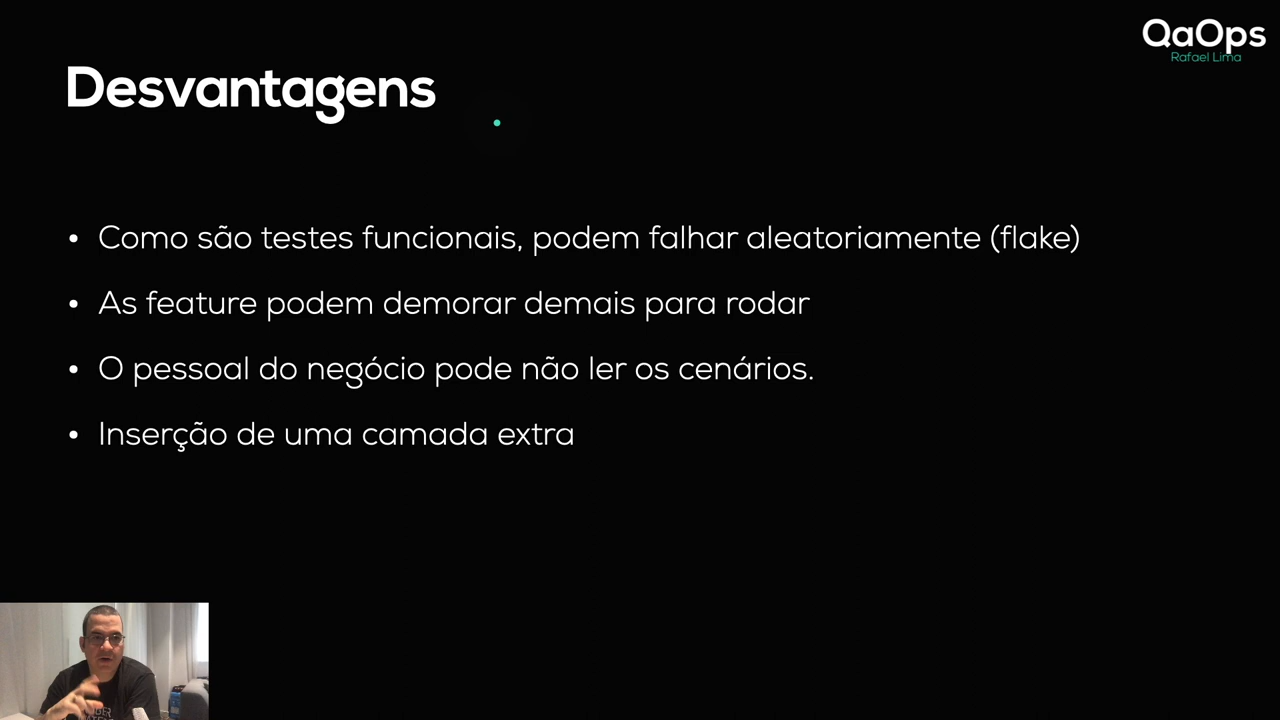 QaOps
Rafael Lima
Desvantagens
• Como são testes funcionais, podem falhar aleatoriamente (flake)
• As feature podem demorar demais para rodar
• O pessoal do negócio pode não ler os cenários.
• Inserção de uma camada extra